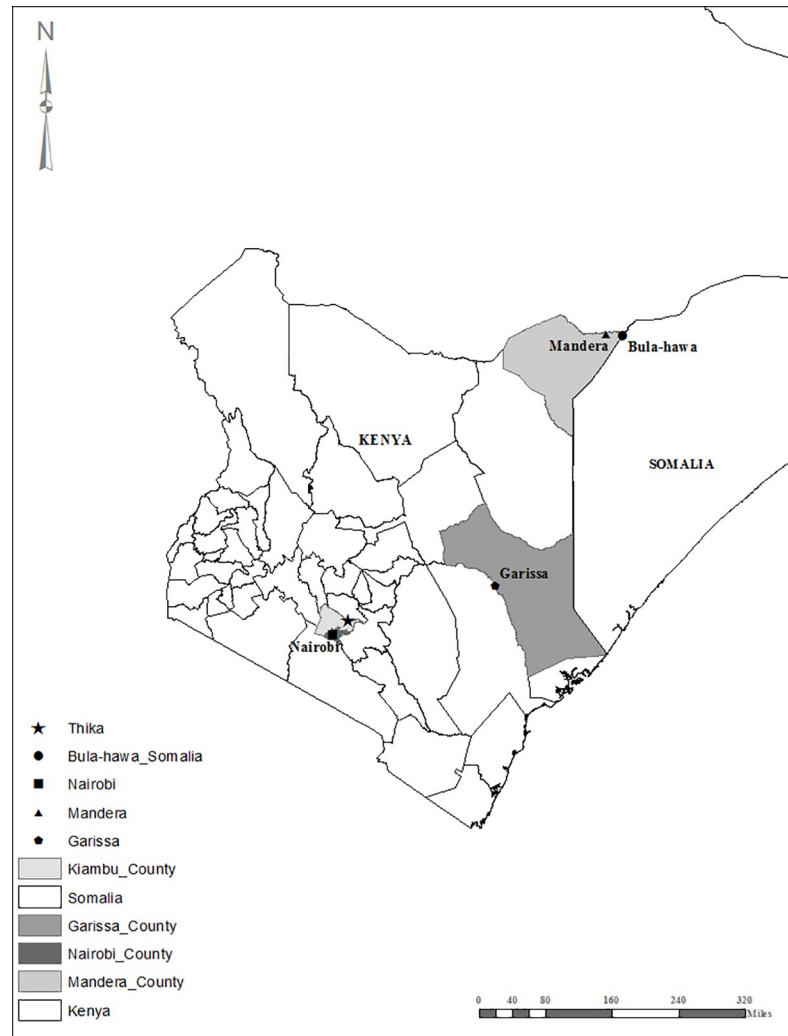 N
Mandera
Bula-hawa
KENYA
SOMALIA
Garissa
Nairobi
Thika
Bula-hawa_Somalia
Nairobi
Mandera
Garissa
Kiambu_County
Somalia
Garissa_County
Nairobi_County
Mandera_County
Kenya
0 40 80 160 240 320
Miles